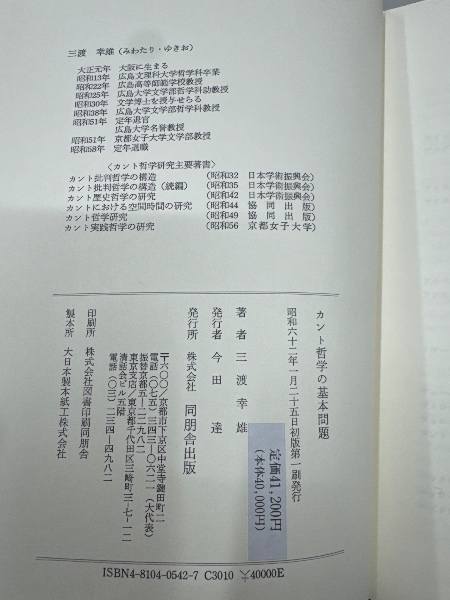 三渡　幸雄（みわたり・ゆきお）
大正元年　大阪に生まる
昭和13年　広島文理科大学哲学科卒業
昭和22年　広島高等師範学校教授
昭和25年　広島大学文学部哲学科助教授
昭和30年　文学博士を授与せらる
昭和38年　広島大学文学部哲学科教授
昭和51年　定年退官
広島大学名誉教授
昭和51年　京都女子大学文学部教授
昭和58年　定年退職
〈カント哲学研究主要著書〉
カント批判哲学の構造　（昭和32　日本学術振興会）
カント批判哲学の構造（続編）　（昭和35　日本学術振興会）
カント歴史哲学の研究　（昭和42　日本学術振興会）
カントにおける空間時間の研究　（昭和44　協同出版）
カント哲学研究　（昭和49　協同出版）
カント実践哲学の研究　（昭和56　京都女子大学）
カント哲学の基本問題
昭和六十二年一月二十五日初版第一刷発行
定価41,200円
（本体40,000円）
著者　三渡幸雄
発行者　今田達
発行所　株式会社　同朋舎出版
〒六〇〇／京都市下京区中堂寺鍵田町二
電話（〇七五）三四三―〇六二一（大代表）
振替京都五―二二九八二
東京支店／東京都千代田区三崎町三―七―一二
清話会ビル五階
電話（〇三）二三四―四九八二
印刷所　株式会社図書印刷同朋舎
製本所　大日本製本紙工株式会社
ISBN4-8104-0542-7 C3010 ¥40000E